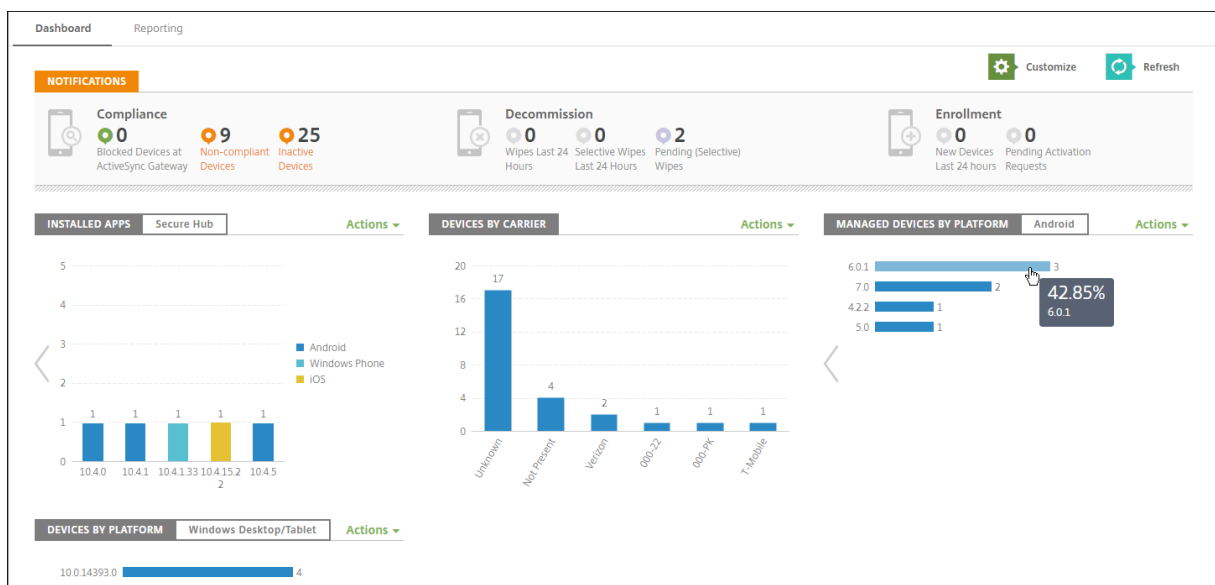 Dashboard Reporting
Customize Refresh
NOTIFICATIONS
Compliance
0 9 25
Blocked Devices at Non-compliant Inactive
ActiveSync Gateway Devices Devices
Decommission
0 0 2
Wipes Last 24 Selective Wipes Pending (Selective)
Hours Last 24 Hours Wipes
Enrollment
0 0
New Devices Pending Activation
Last 24 hours Requests
INSTALLED APPS Secure Hub Actions
5
4
3
2
1
0
1 1 1 1 1
10.4.0 10.4.1 10.4.1.33 10.4.15.2 10.4.5
2
Android
Windows Phone
iOS
DEVICES BY CARRIER Actions
20
16
12
8
4
0
17
4
2
1
1
1
Unknown
Not Present
Verizon
000-22
000-PK
T-Mobile
MANAGED DEVICES BY PLATFORM Android Actions
6.0.1 3
7.0 2
4.2.2 1
5.0 1
42.85%
6.0.1
DEVICES BY PLATFORM Windows Desktop/Tablet Actions
10.0.14393.0 4